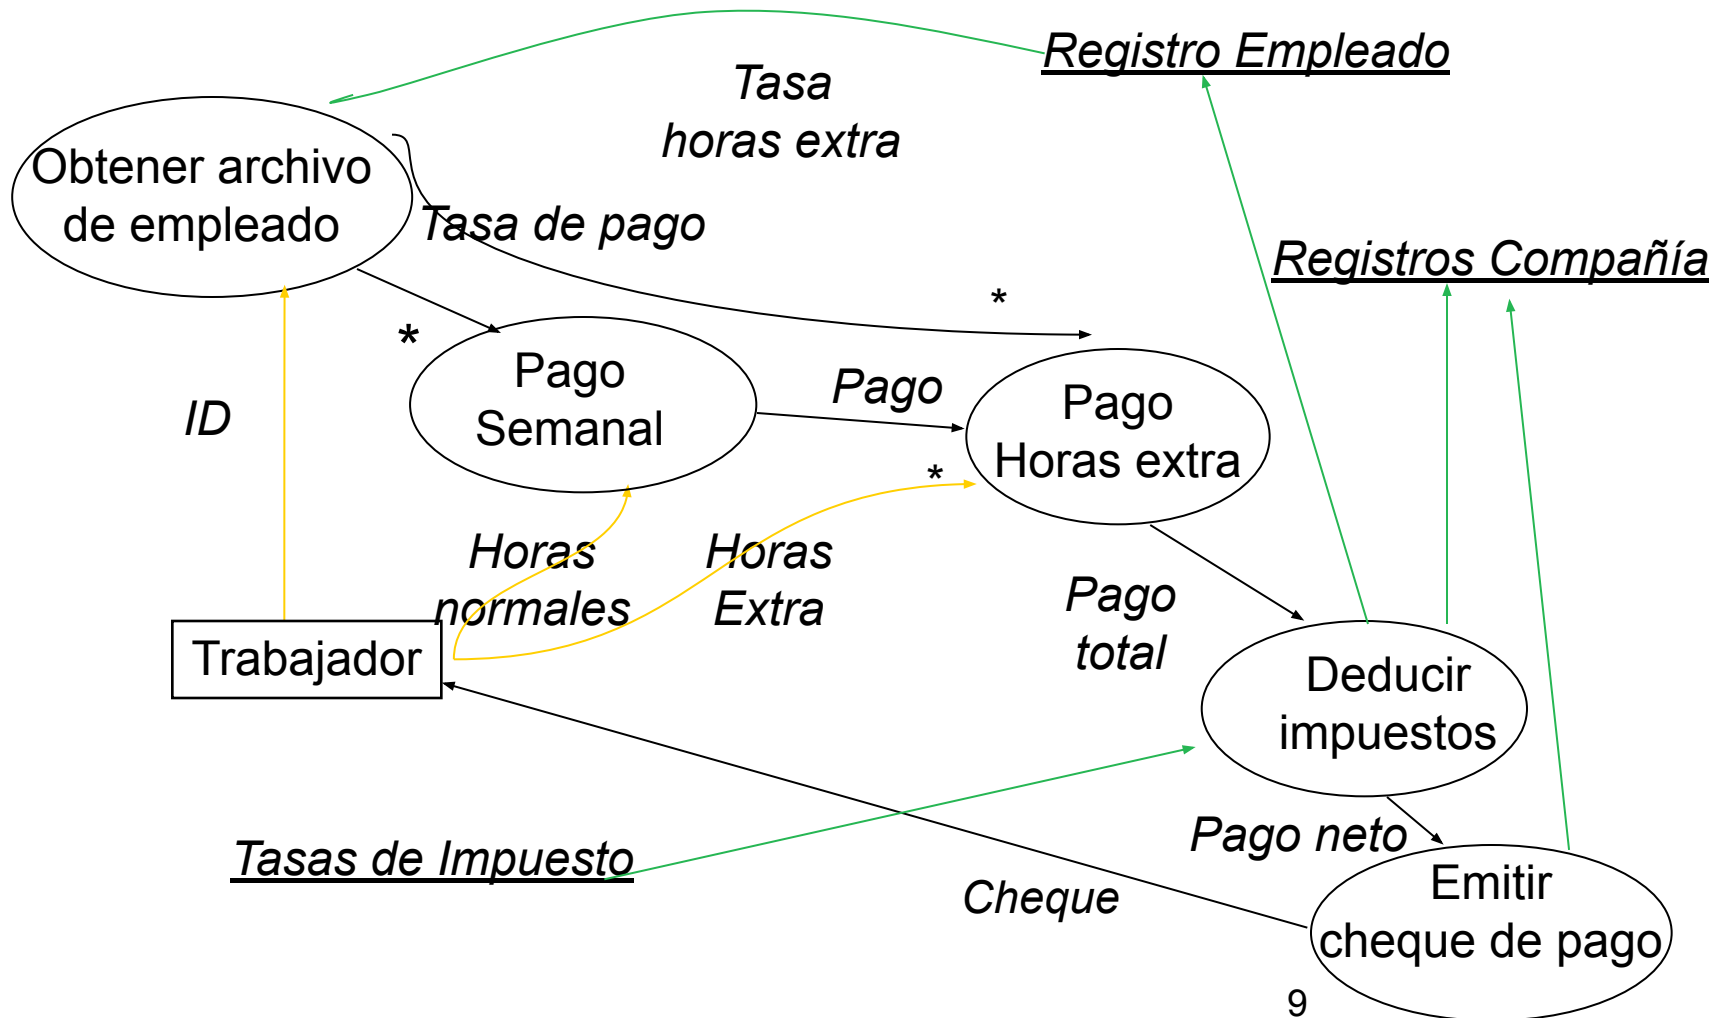 Registro Empleado
Tasa
horas extra
Obtener archivo
de empleado
Tasa de pago
Registros Compañía
*
*
Pago
Semanal
Pago
Pago
Horas extra
*
ID
Horas
normales
Horas
Extra
Pago
total
Trabajador
Deducir
impuestos
Tasas de Impuesto
Pago neto
Cheque
Emitir
cheque de pago
9